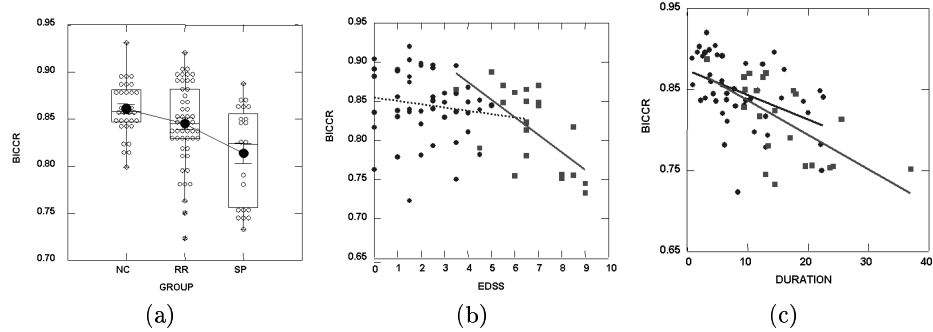 0.95
0.90
0.85
0.80
0.75
0.70
BICCR
NC RR SP
GROUP
(a)
0.95
0.90
0.85
0.80
0.75
0.70
0.65
BICCR
0 1 2 3 4 5 6 7 8 9 10
EDSS
(b)
0.95
0.85
0.75
0.65
BICCR
0 10 20 30 40
DURATION
(c)